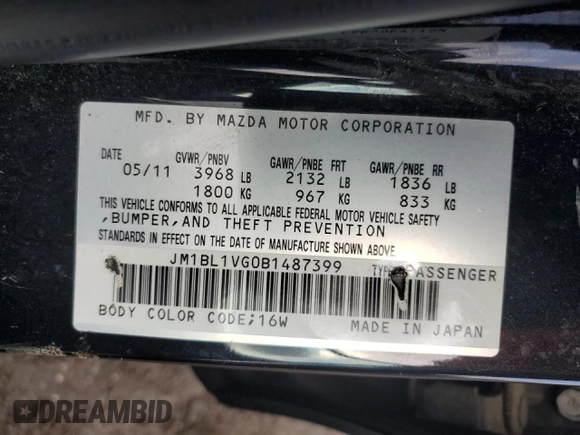 MFD. BY MAZDA MOTOR CORPORATION
DATE GVWR/PNBV GAWR/PNBE FRT GAWR/PNBE RR
05/11 3968 LB 2132 LB 1836 LB
1800 KG 967 KG 833 KG
THIS VEHICLE CONFORMS TO ALL APPLICABLE FEDERAL MOTOR VEHICLE SAFETY
,BUMPER,AND THEFT PREVENTION
STANDARDS IN EFFECT ON THE DATE OF MANUFACTURE SHOWN ABOVE.
JM1BL1VG0B1487399 TYPE PASSENGER
BODY COLOR CODE;16W MADE IN JAPAN
DREAMBID